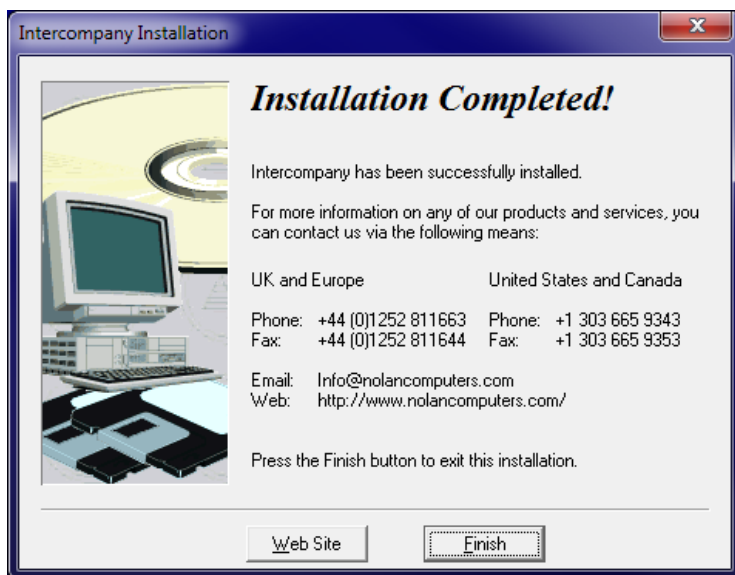 Intercompany Installation
Installation Completed!
Intercompany has been successfully installed.
For more information on any of our products and services, you
can contact us via the following means:
UK and Europe United States and Canada
Phone: +44 (0)1252 811663 Phone: +1 303 665 9343
Fax: +44 (0)1252 811644 Fax: +1 303 665 9353
Email: Info@nolancomputers.com
Web: http://www.nolancomputers.com/
Press the Finish button to exit this installation.
Web Site Finish